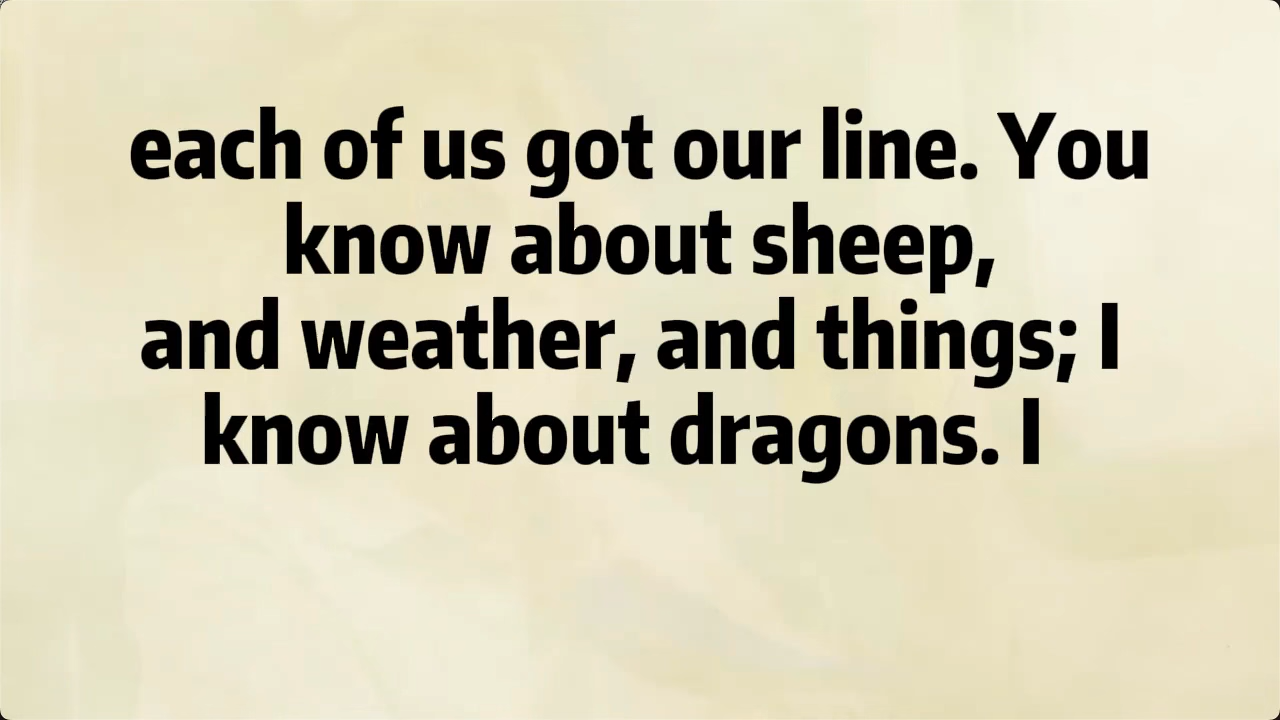 each of us got our line. You
know about sheep,
and weather, and things; I
know about dragons. I